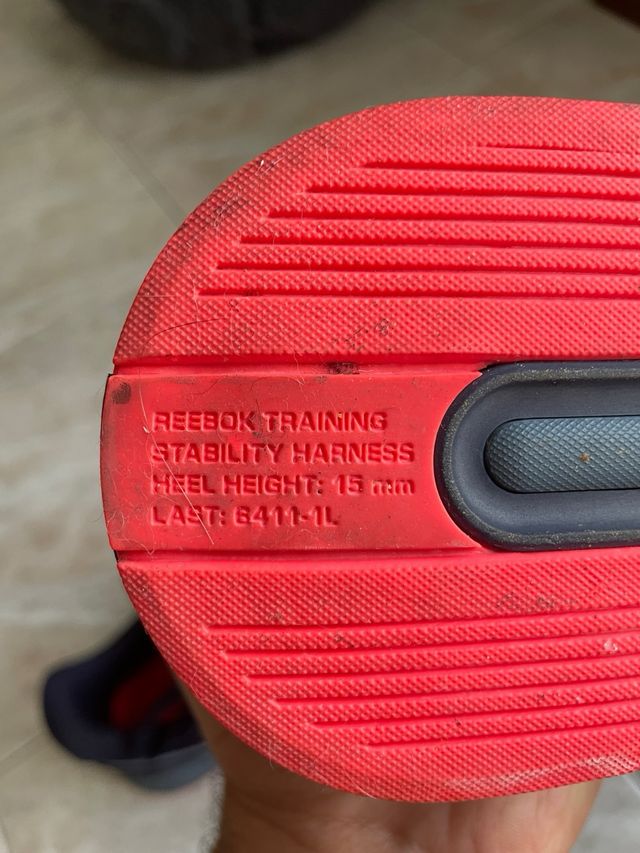 REEBOK TRAINING
STABILITY HARNESS
HEEL HEIGHT: 15 mm
LAST: 6411-1L